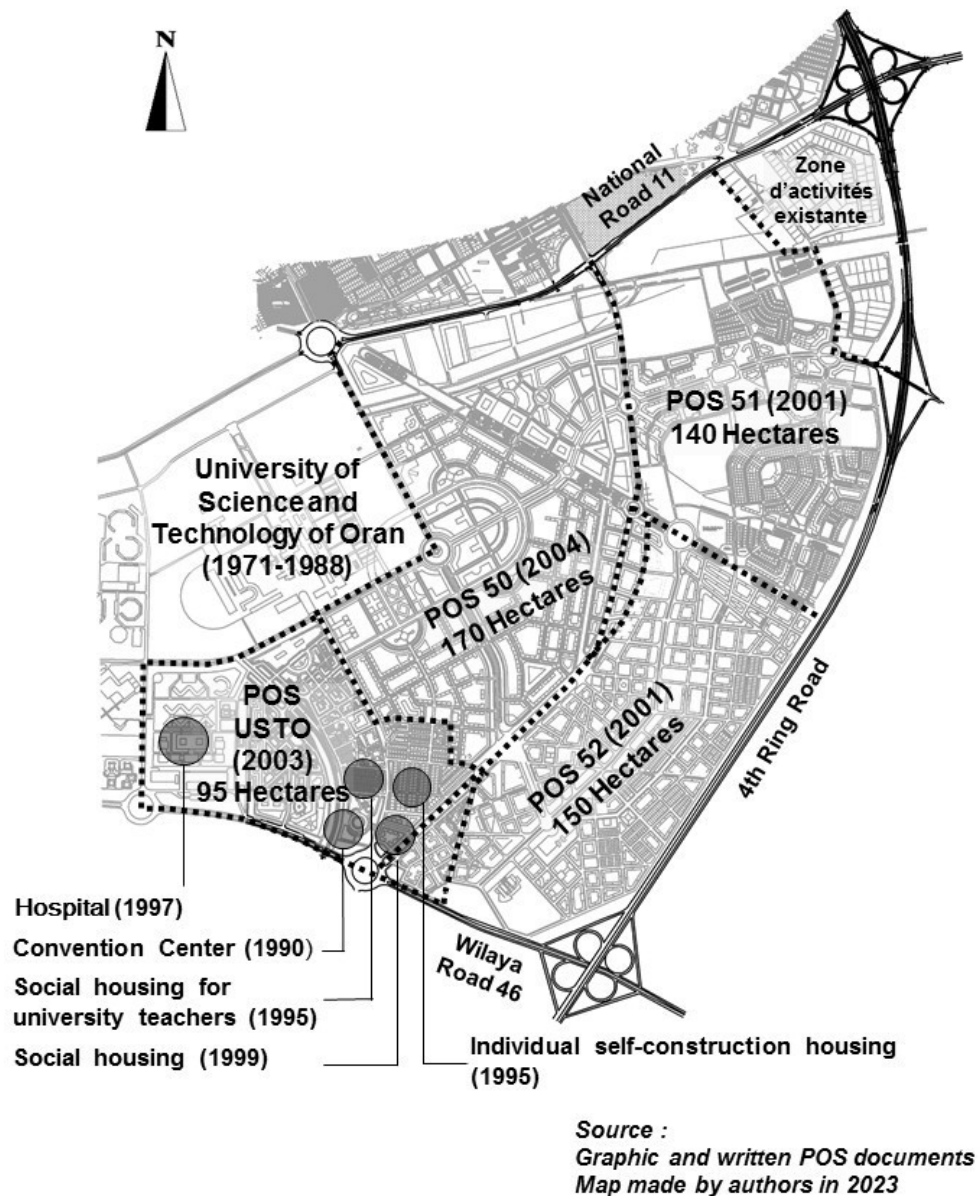 N
National
Road 11
Zone
d'activités
existante
POS 51 (2001)
140 Hectares
University of
Science and
Technology of Oran
(1971-1988)
POS 50 (2004)
170 Hectares
POS
USTO
(2003)
95 Hectares
POS 52 (2001)
150 Hectares
4th Ring Road
Hospital (1997)
Convention Center (1990)
Social housing for
university teachers (1995)
Social housing (1999)
Wilaya
Road 46
Individual self-construction housing
(1995)
Source :
Graphic and written POS documents
Map made by authors in 2023